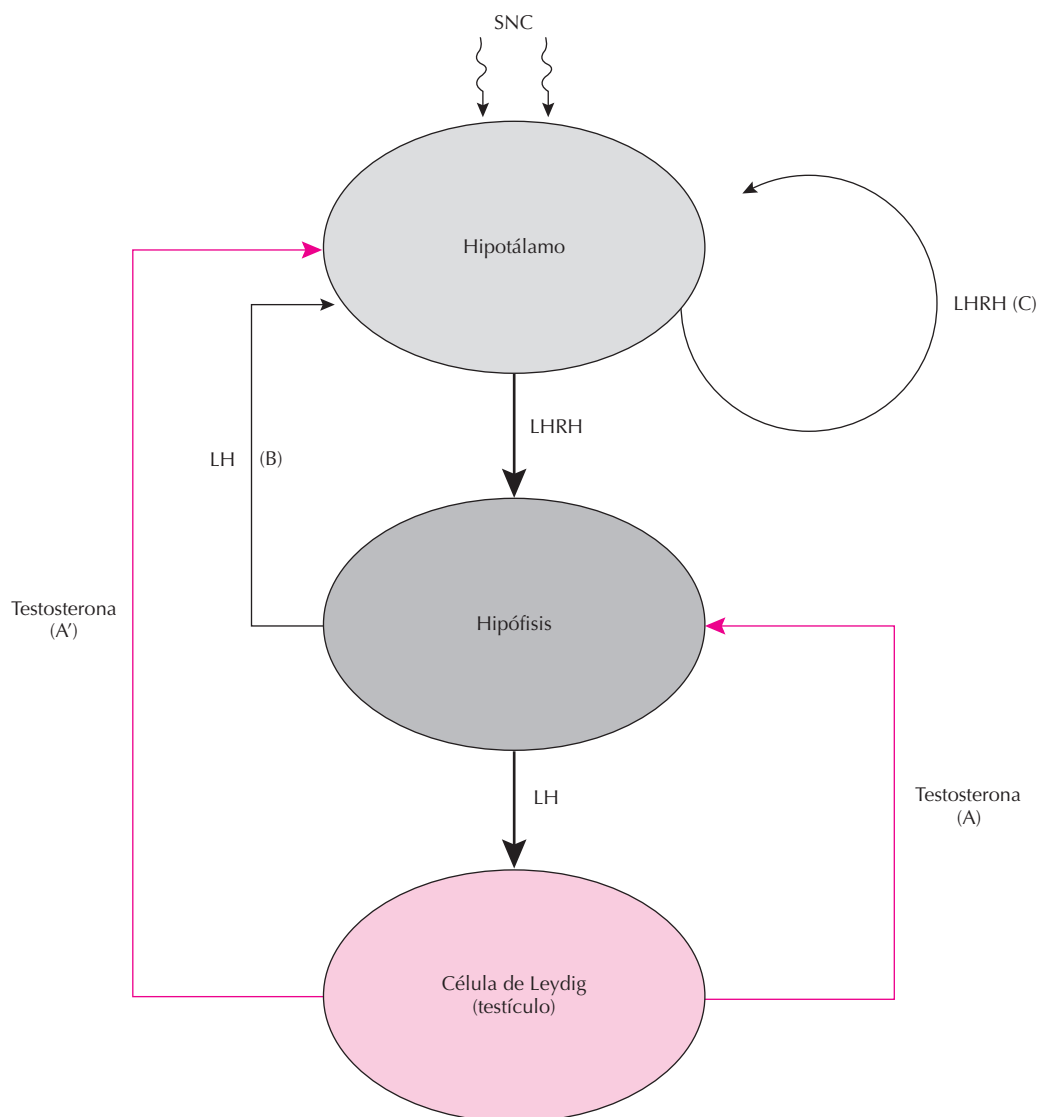 SNC
Hipotálamo
LHRH (C)
LHRH
LH (B)
Testosterona
(A’)
Hipófisis
LH
Testosterona
(A)
Célula de Leydig
(testículo)